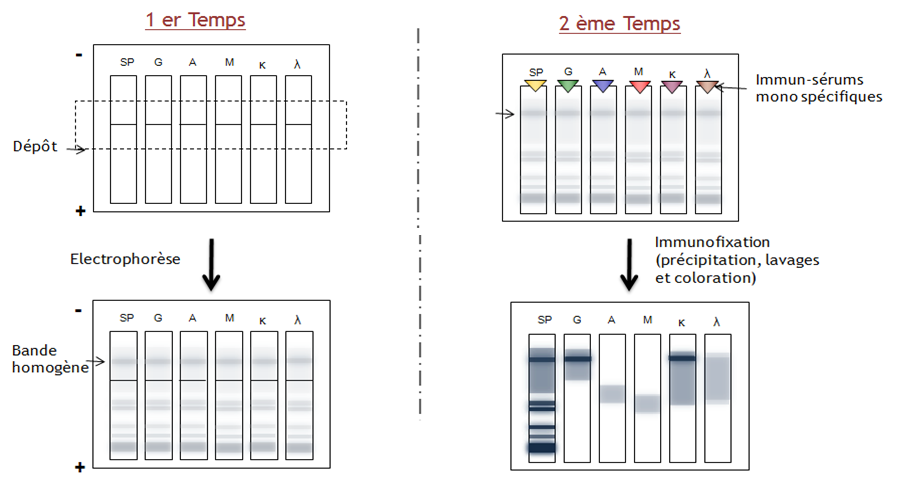 1 er Temps
-
SP G A M κ λ
Dépôt
+
Electrophorèse
-
SP G A M κ λ
Bande
homogène
+
2 ème Temps
SP G A M κ λ
Immun-sérums
mono spécifiques
Immunofixation
(précipitation, lavages
et coloration)
SP G A M κ λ